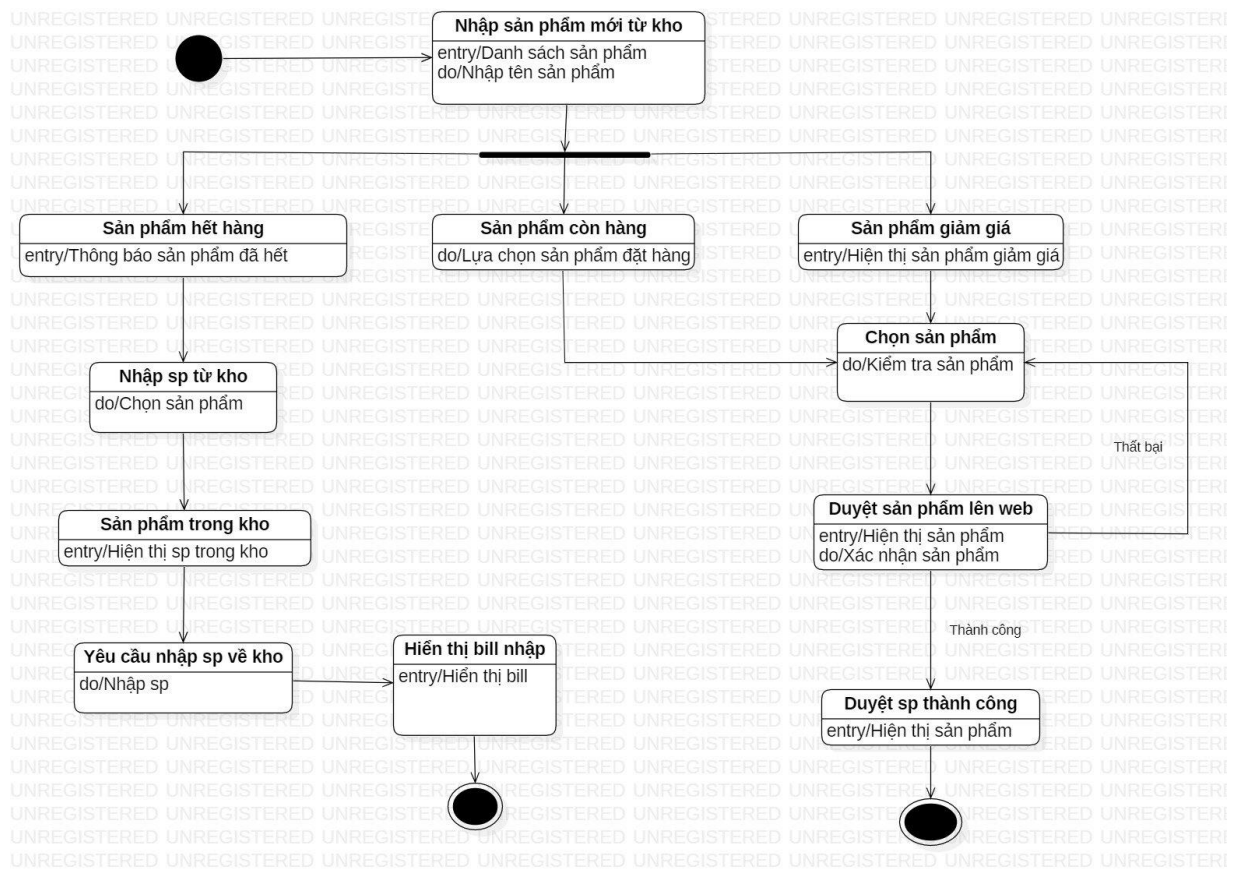 Nhập sản phẩm mới từ kho
entry/Danh sách sản phẩm
do/Nhập tên sản phẩm
Sản phẩm hết hàng
entry/Thông báo sản phẩm đã hết
Sản phẩm còn hàng
do/Lựa chọn sản phẩm đặt hàng
Sản phẩm giảm giá
entry/Hiện thị sản phẩm giảm giá
Chọn sản phẩm
do/Kiểm tra sản phẩm
Nhập sp từ kho
do/Chọn sản phẩm
Thất bại
Duyệt sản phẩm lên web
entry/Hiện thị sản phẩm
do/Xác nhận sản phẩm
Sản phẩm trong kho
entry/Hiện thị sp trong kho
Thành công
Yêu cầu nhập sp về kho
do/Nhập sp
Hiển thị bill nhập
entry/Hiển thị bill
Duyệt sp thành công
entry/Hiện thị sản phẩm
UNREGISTERED